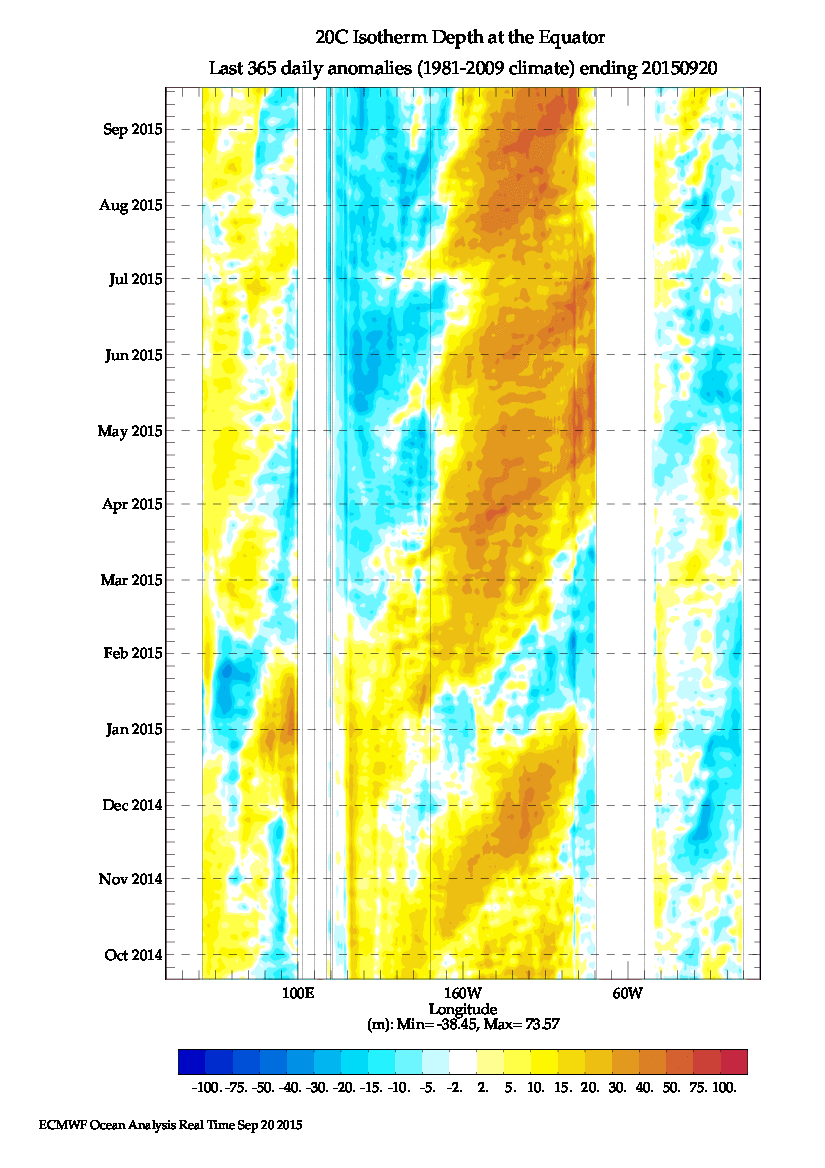 20C Isotherm Depth at the Equator
Last 365 daily anomalies (1981-2009 climate) ending 20150920
Sep 2015
Aug 2015
Jul 2015
Jun 2015
May 2015
Apr 2015
Mar 2015
Feb 2015
Jan 2015
Dec 2014
Nov 2014
Oct 2014
100E 160W 60W
Longitude
(m): Min= -38.45, Max= 73.57
-100. -75. -50. -40. -30. -20. -15. -10. -5. -2. 2. 5. 10. 15. 20. 30. 40. 50. 75. 100.
ECMWF Ocean Analysis Real Time Sep 20 2015